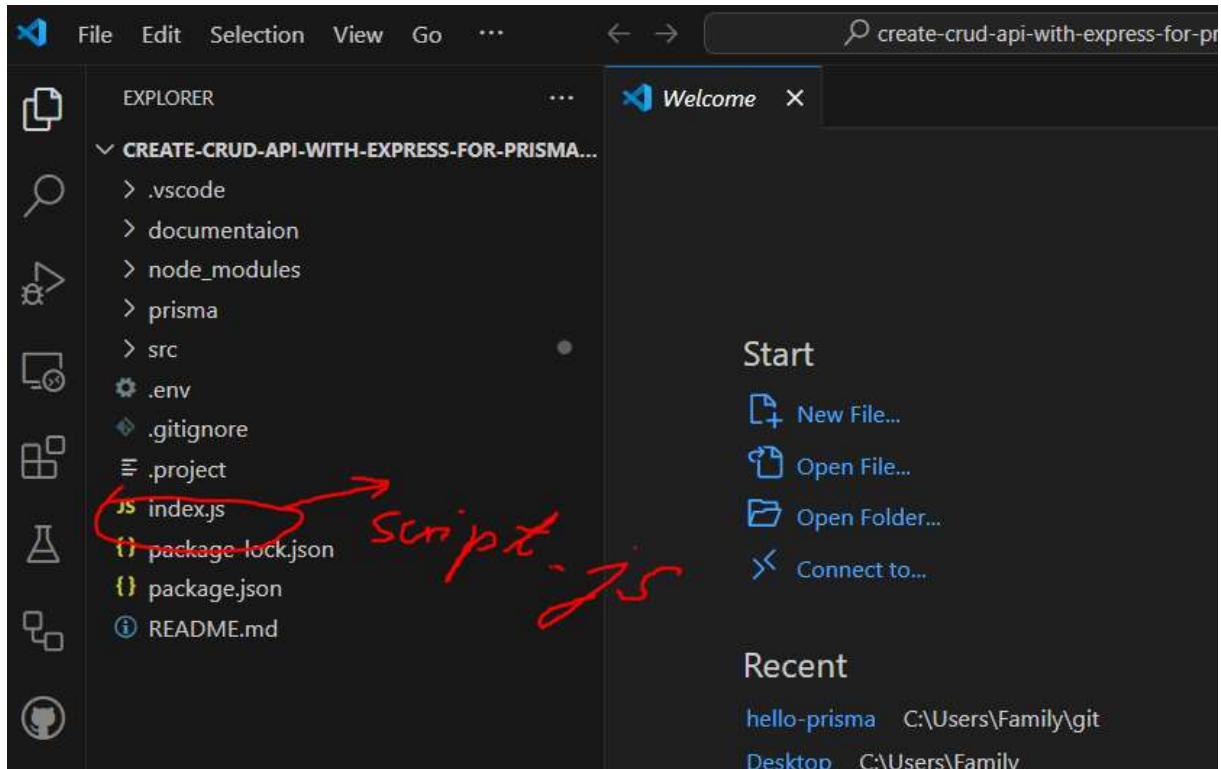 File Edit Selection View Go ··· ← → create-crud-api-with-express-for-pr
EXPLORER ···
Welcome ×
CREATE-CRUD-API-WITH-EXPRESS-FOR-PRISMA...
> .vscode
> documentaion
> node_modules
> prisma
> src
.env
.gitignore
.project
JS index.js
script.js
{} package-lock.json
{} package.json
README.md
Start
New File...
Open File...
Open Folder...
Connect to...
Recent
hello-prisma C:\Users\Family\git
Desktop C:\Users\Family